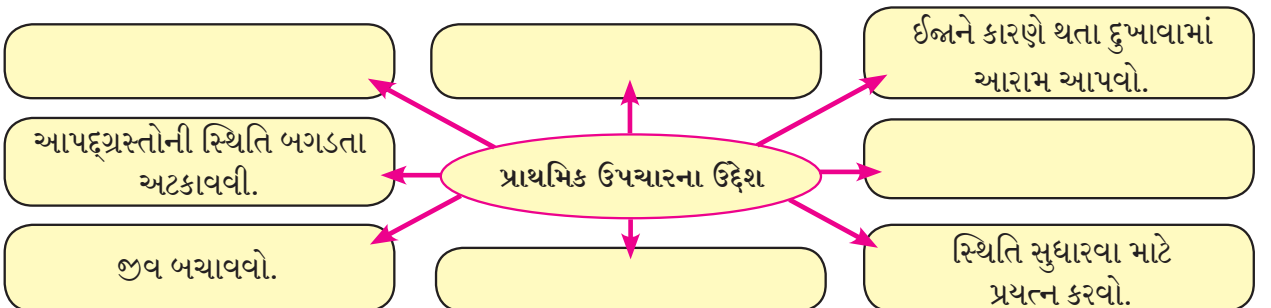 ઈજાને કારણે થતા દુખાવામાં
આરામ આપવો.
આપદ્ગ્રસ્તોની સ્થિતિ બગડતા
અટકાવવી.
પ્રાથમિક ઉપચારના ઉદ્દેશ
જીવ બચાવવો.
સ્થિતિ સુધારવા માટે
પ્રયત્ન કરવો.